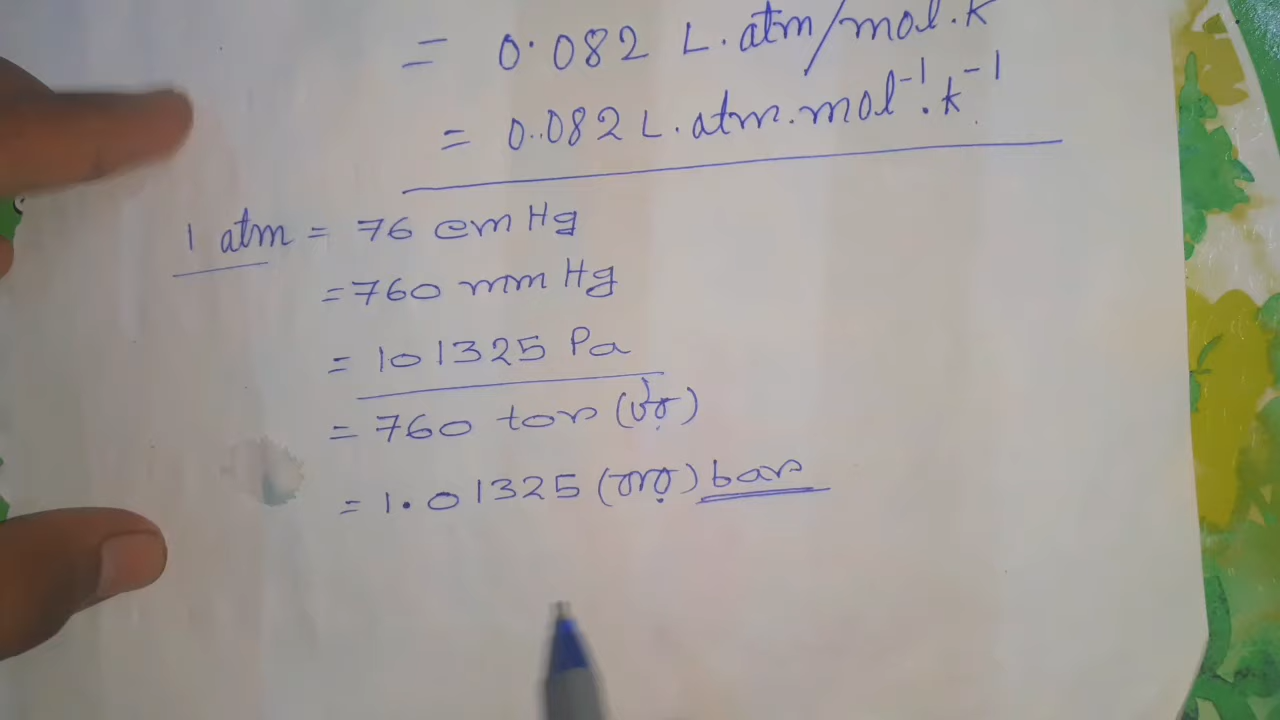 = 0.082 L.atm/mol.k
= 0..082 L.atm.mol⁻¹.k⁻¹
1 atm = 76 cm Hg
= 760 mm Hg
= 101325 Pa
= 760 torr
= 1.01325 bar